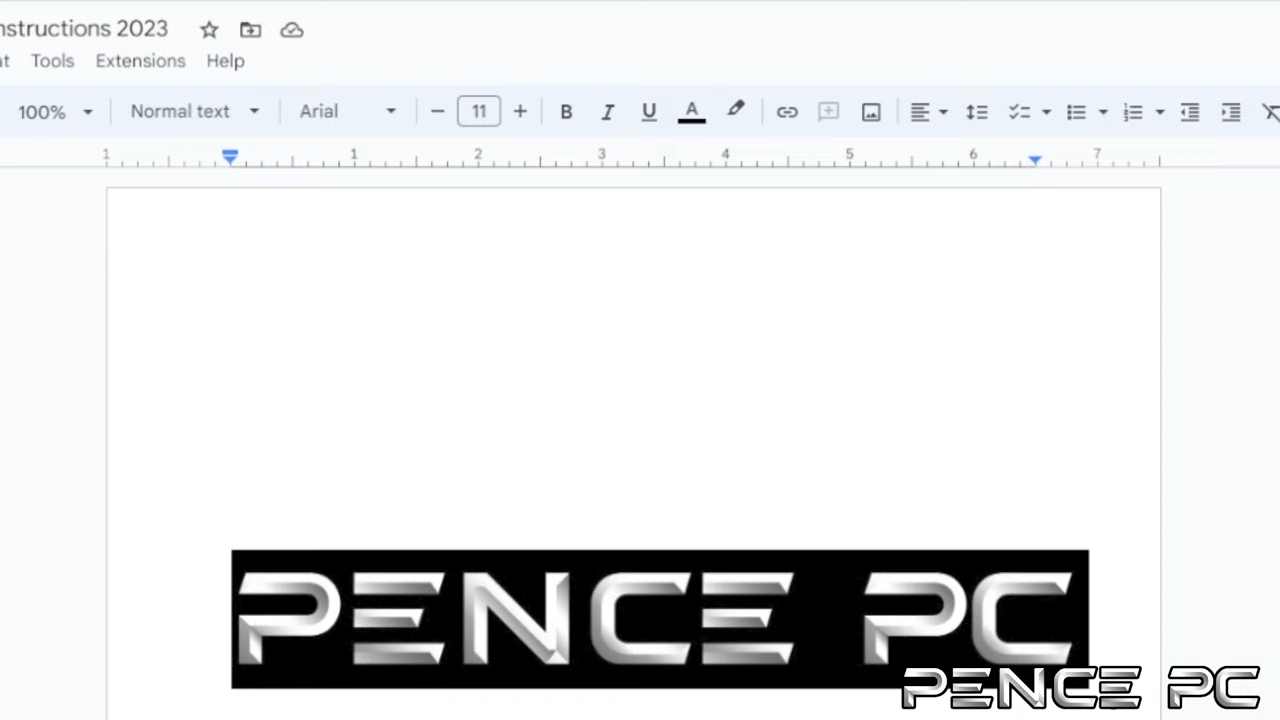 nstructions 2023
at Tools Extensions Help
100% Normal text Arial 11 B I U A
1 1 2 3 4 5 6 7
PENCE PC
PENCE PC